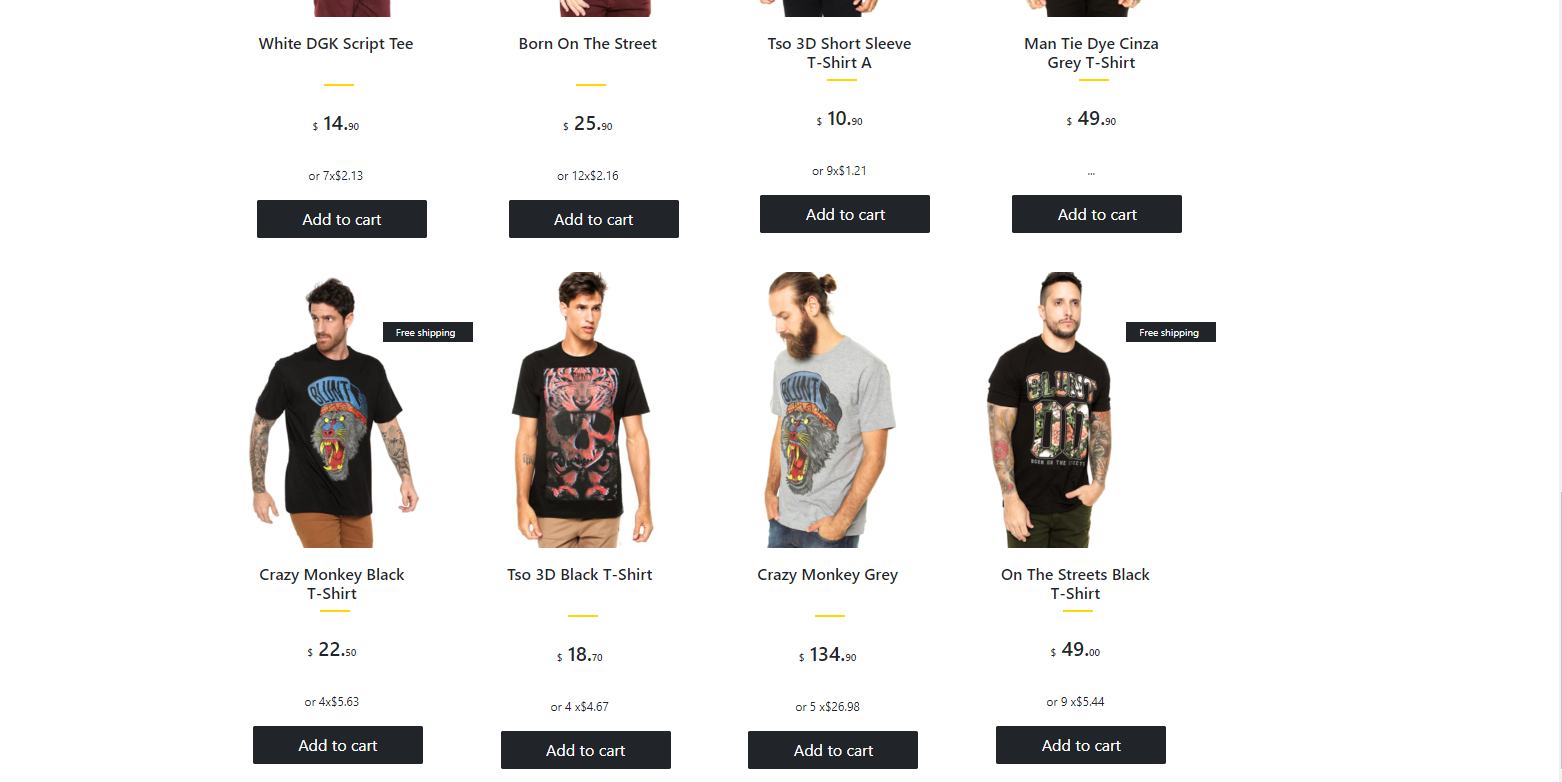 White DGK Script Tee
$ 14.90
or 7x$2.13
Add to cart
Born On The Street
$ 25.90
or 12x$2.16
Add to cart
Tso 3D Short Sleeve
T-Shirt A
$ 10.90
or 9x$1.21
Add to cart
Man Tie Dye Cinza
Grey T-Shirt
$ 49.90
...
Add to cart
Free shipping
BLUNT
Crazy Monkey Black
T-Shirt
$ 22.50
or 4x$5.63
Add to cart
Tso 3D Black T-Shirt
$ 18.70
or 4 x$4.67
Add to cart
BLUNT
Crazy Monkey Grey
$ 134.90
or 5 x$26.98
Add to cart
Free shipping
BLUNT
00
BORN ON THE STREETS
On The Streets Black
T-Shirt
$ 49.00
or 9 x$5.44
Add to cart